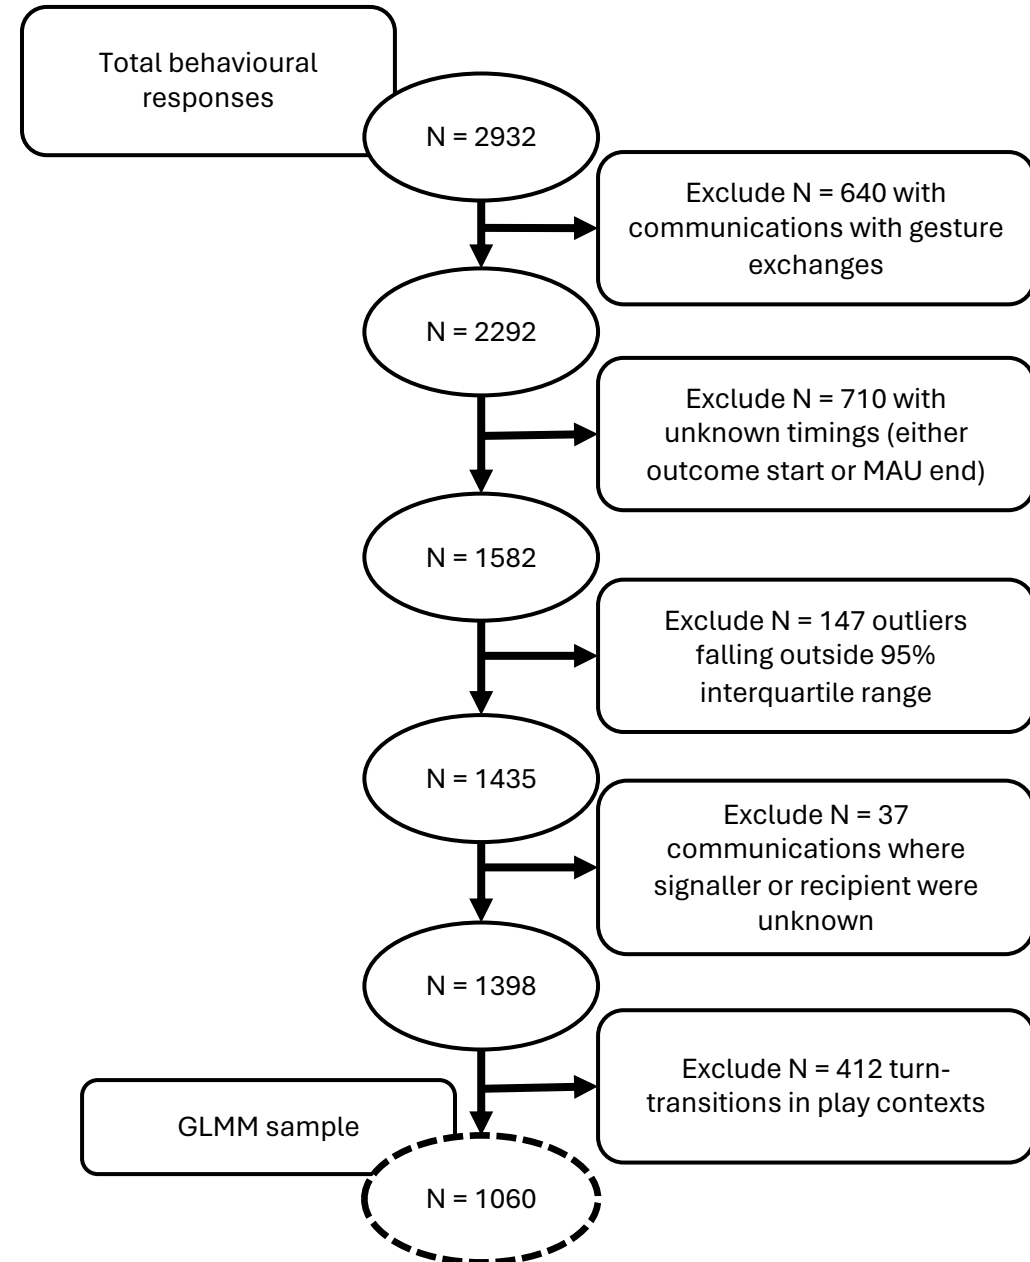 Total behavioural
responses
N = 2932
Exclude N = 640 with
communications with gesture
exchanges
N = 2292
Exclude N = 710 with
unknown timings (either
outcome start or MAU end)
N = 1582
Exclude N = 147 outliers
falling outside 95%
interquartile range
N = 1435
Exclude N = 37
communications where
signaller or recipient were
unknown
N = 1398
Exclude N = 412 turn-
transitions in play contexts
GLMM sample
N = 1060